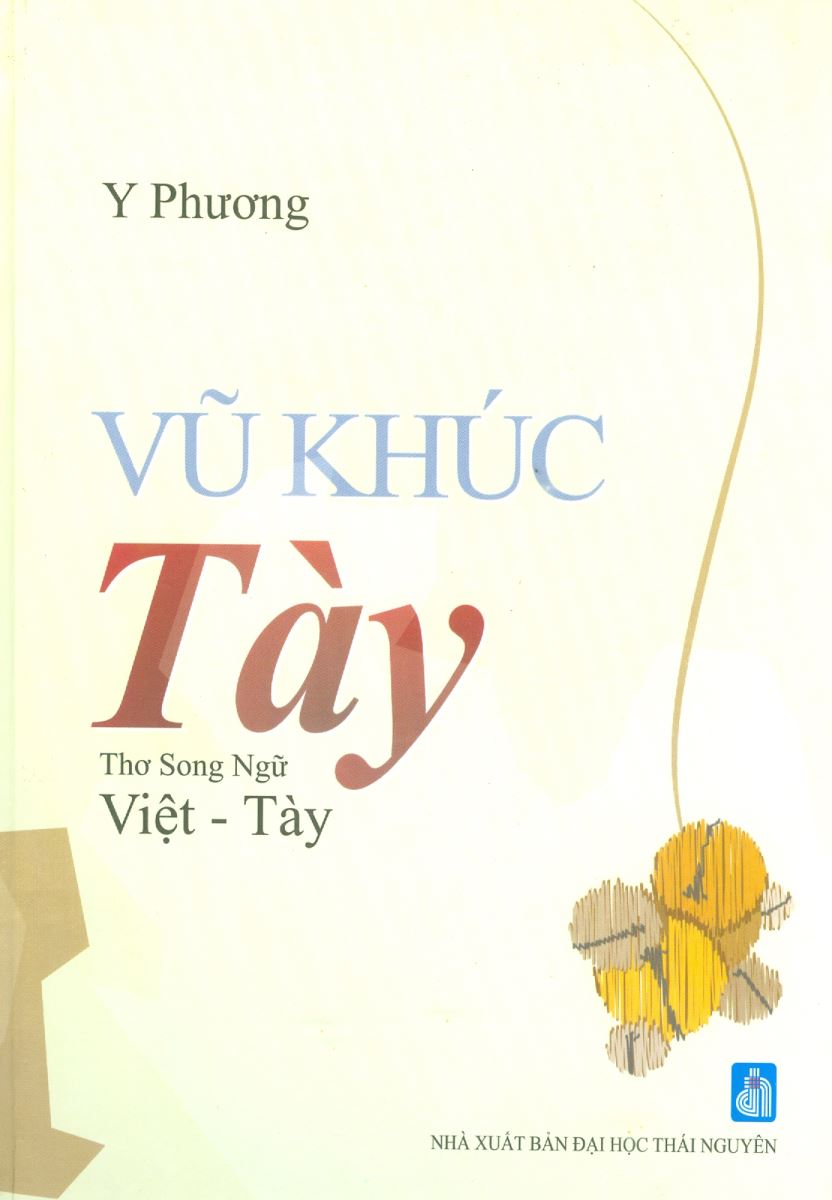 Y Phương
VŨ KHÚC
Tày
Thơ Song Ngữ
Việt - Tày
NHÀ XUẤT BẢN ĐẠI HỌC THÁI NGUYÊN